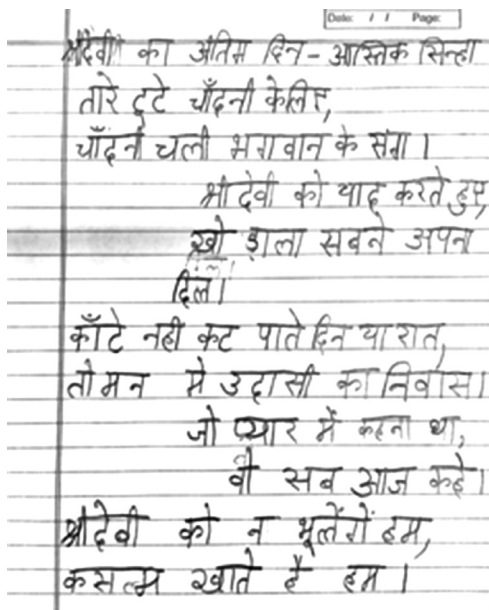 Date: / / Page:
श्रीदेवी का अंतिम दिन - आस्तिक सिन्हा
तारे टुटे चाँदनी केलिए,
चाँदनी चली भगवान के संग।
श्रीदेवी को याद करते हुए,
खो डाला सबने अपना
दिल।
काँटे नही कट पाते दिन या रात,
तो मन मे उदासी का निवास।
जो प्यार में कहना था,
वो सब आज कहे।
श्रीदेवी को न भूलेंगें हम,
कसल्म खाते है हम।